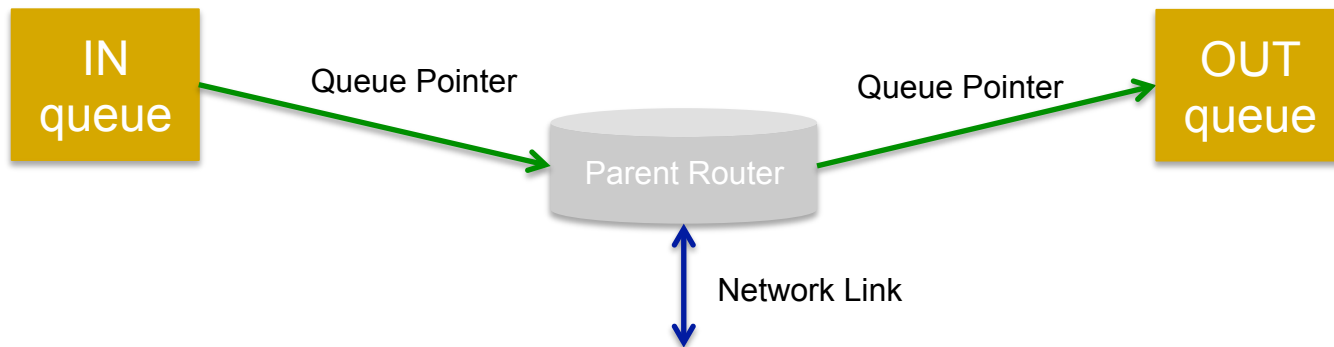 IN
queue
Queue Pointer
Parent Router
Queue Pointer
OUT
queue
Network Link